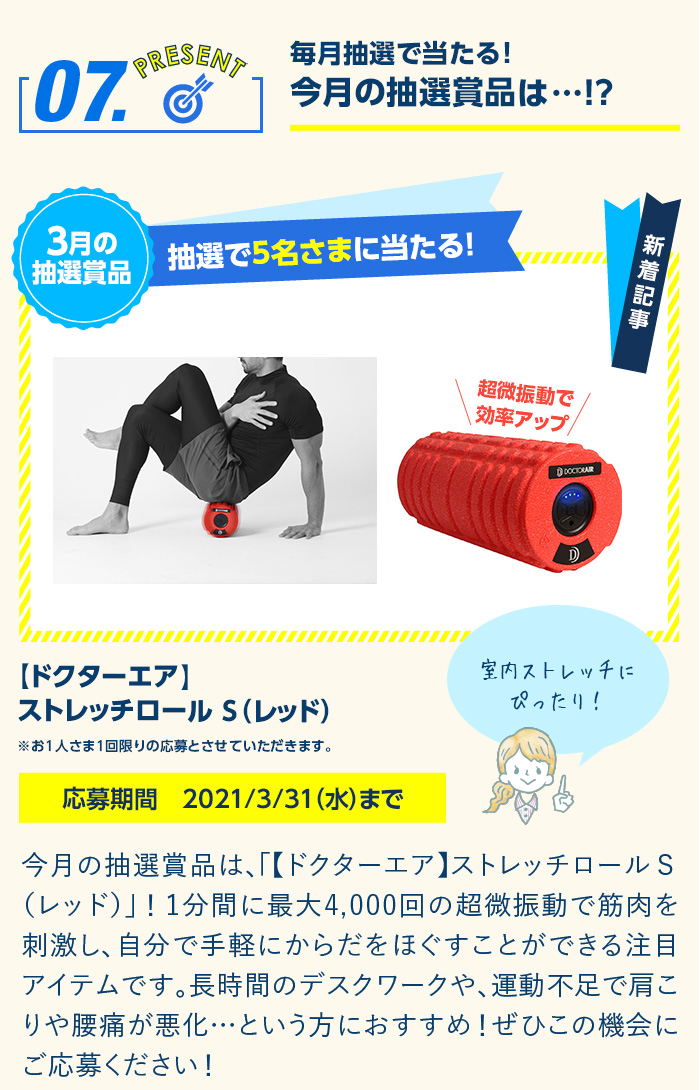 07.
PRESENT
毎月抽選で当たる!
今月の抽選賞品は…!?
3月の
抽選賞品
抽選で5名さまに当たる!
新着記事
超微振動で
効率アップ
DOCTORAIR
【ドクターエア】
ストレッチロール S（レッド）
※お1人さま1回限りの応募とさせていただきます。
室内ストレッチに
ぴったり!
応募期間 2021/3/31(水)まで
今月の抽選賞品は、「【ドクターエア】ストレッチロール S
（レッド）」! 1分間に最大4,000回の超微振動で筋肉を
刺激し、自分で手軽にからだをほぐすことができる注目
アイテムです。長時間のデスクワークや、運動不足で肩こ
りや腰痛が悪化…という方におすすめ!ぜひこの機会に
ご応募ください!